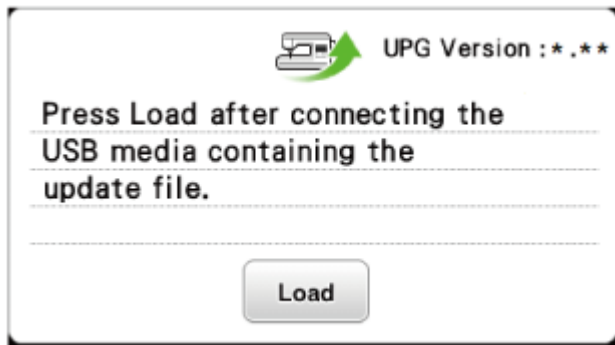 UPG Version :*.**
Press Load after connecting the
USB media containing the
update file.
Load